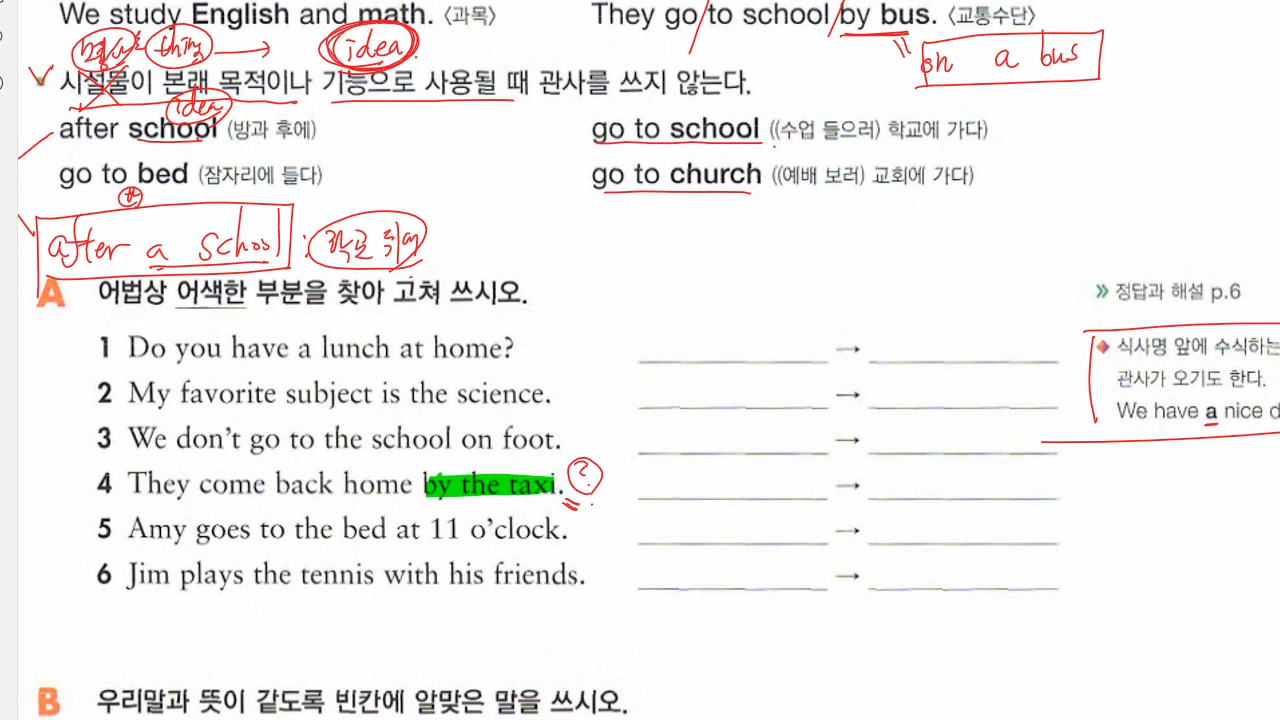 We study English and math. 〈과목〉 They go to school by bus. 〈교통수단〉
thing → idea
on a bus
시설물이 본래 목적이나 기능으로 사용될 때 관사를 쓰지 않는다.
idea
after school (방과 후에) go to school ((수업 들으러) 학교에 가다)
go to bed (잠자리에 들다) go to church ((예배 보러) 교회에 가다)
after a school : 학교 뒤에
A 어법상 어색한 부분을 찾아 고쳐 쓰시오.
» 정답과 해설 p.6
1 Do you have a lunch at home? →
2 My favorite subject is the science. →
3 We don't go to the school on foot. →
4 They come back home by the taxi. ? →
5 Amy goes to the bed at 11 o'clock. →
6 Jim plays the tennis with his friends. →
식사명 앞에 수식하는
관사가 오기도 한다.
We have a nice d
B 우리말과 뜻이 같도록 빈칸에 알맞은 말을 쓰시오.